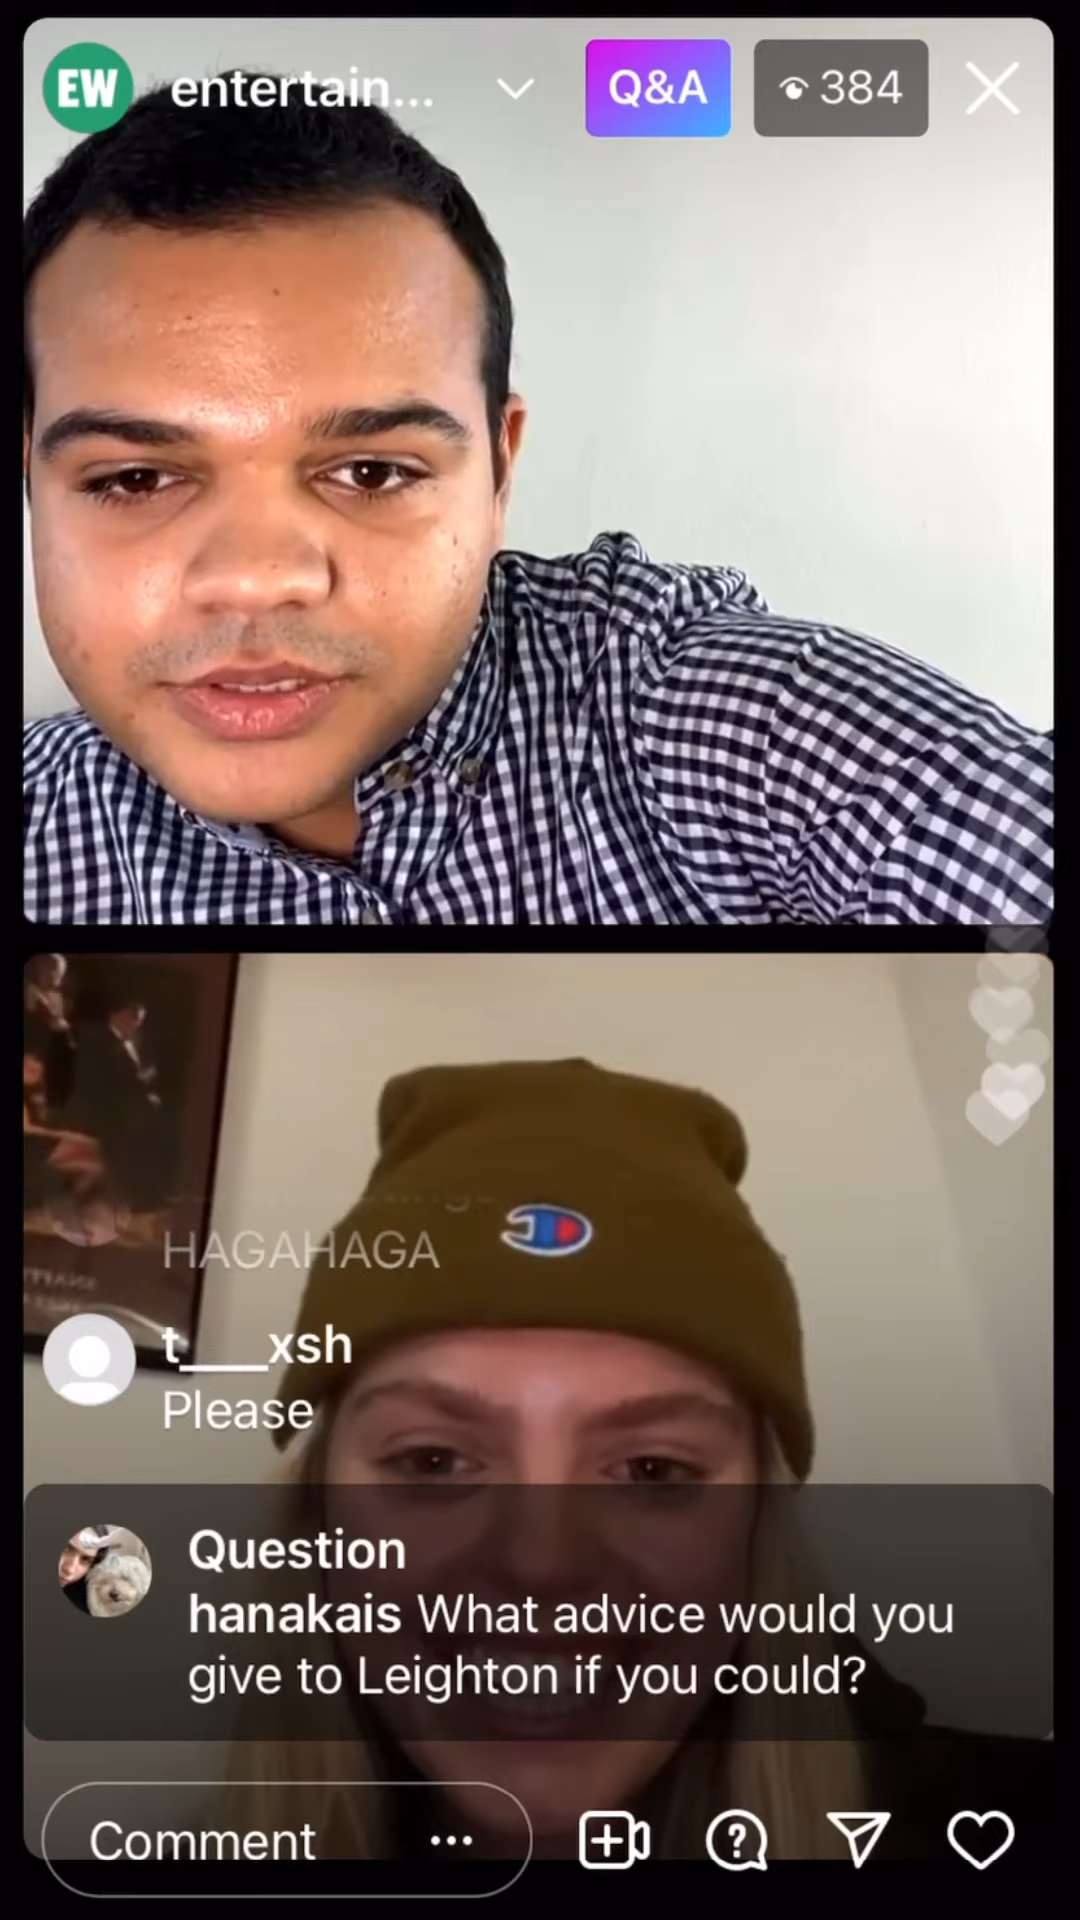 EW entertain... Q&A 384
HAGAHAGA
t___xsh
Please
Question
hanakais What advice would you
give to Leighton if you could?
Comment